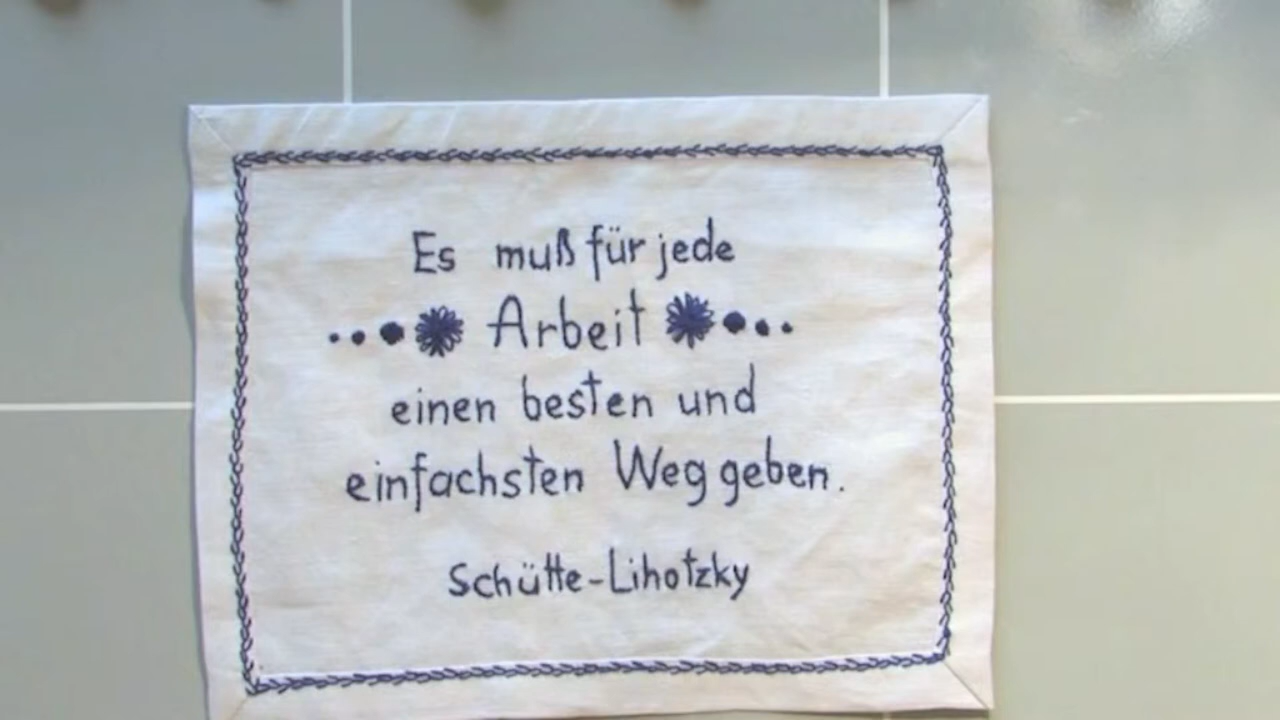 Es muß für jede
Arbeit
einen besten und
einfachsten Weg geben.
Schütte-Lihotzky